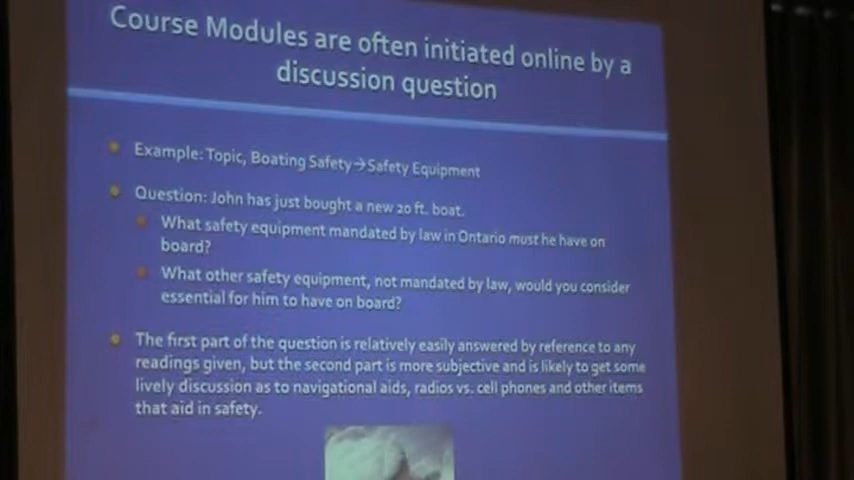 Course Modules are often initiated online by a
discussion question
Example: Topic, Boating Safety→Safety Equipment
Question: John has just bought a new 20 ft. boat.
What safety equipment mandated by law in Ontario must he have on
board?
What other safety equipment, not mandated by law, would you consider
essential for him to have on board?
The first part of the question is relatively easily answered by reference to any
readings given, but the second part is more subjective and is likely to get some
lively discussion as to navigational aids, radios vs. cell phones and other items
that aid in safety.